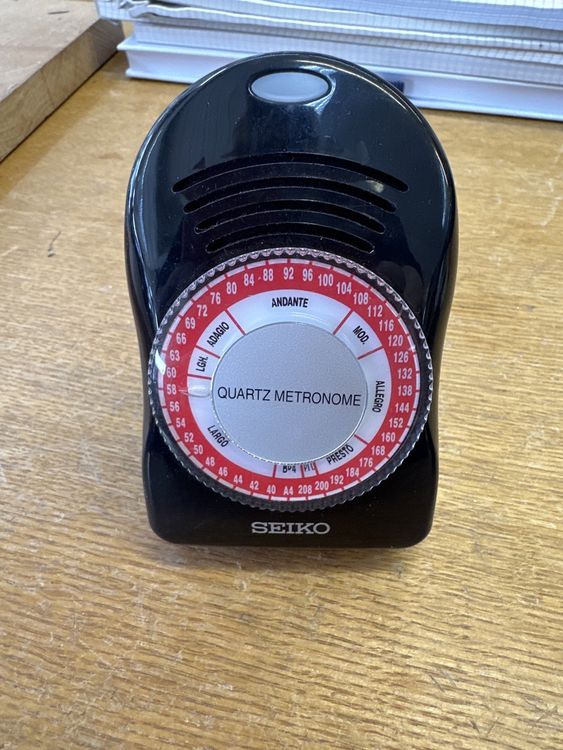 40 42 44 46 48 50 52 54 56 58 60 63 66 69 72 76 80 84 88 92 96 100 104 108 112 116 120 126 132 138 144 152 160 168 176 184 192 200 208 A4
LARGO LGH. ADAGIO ANDANTE MOD. ALLEGRO PRESTO
QUARTZ METRONOME
SEIKO